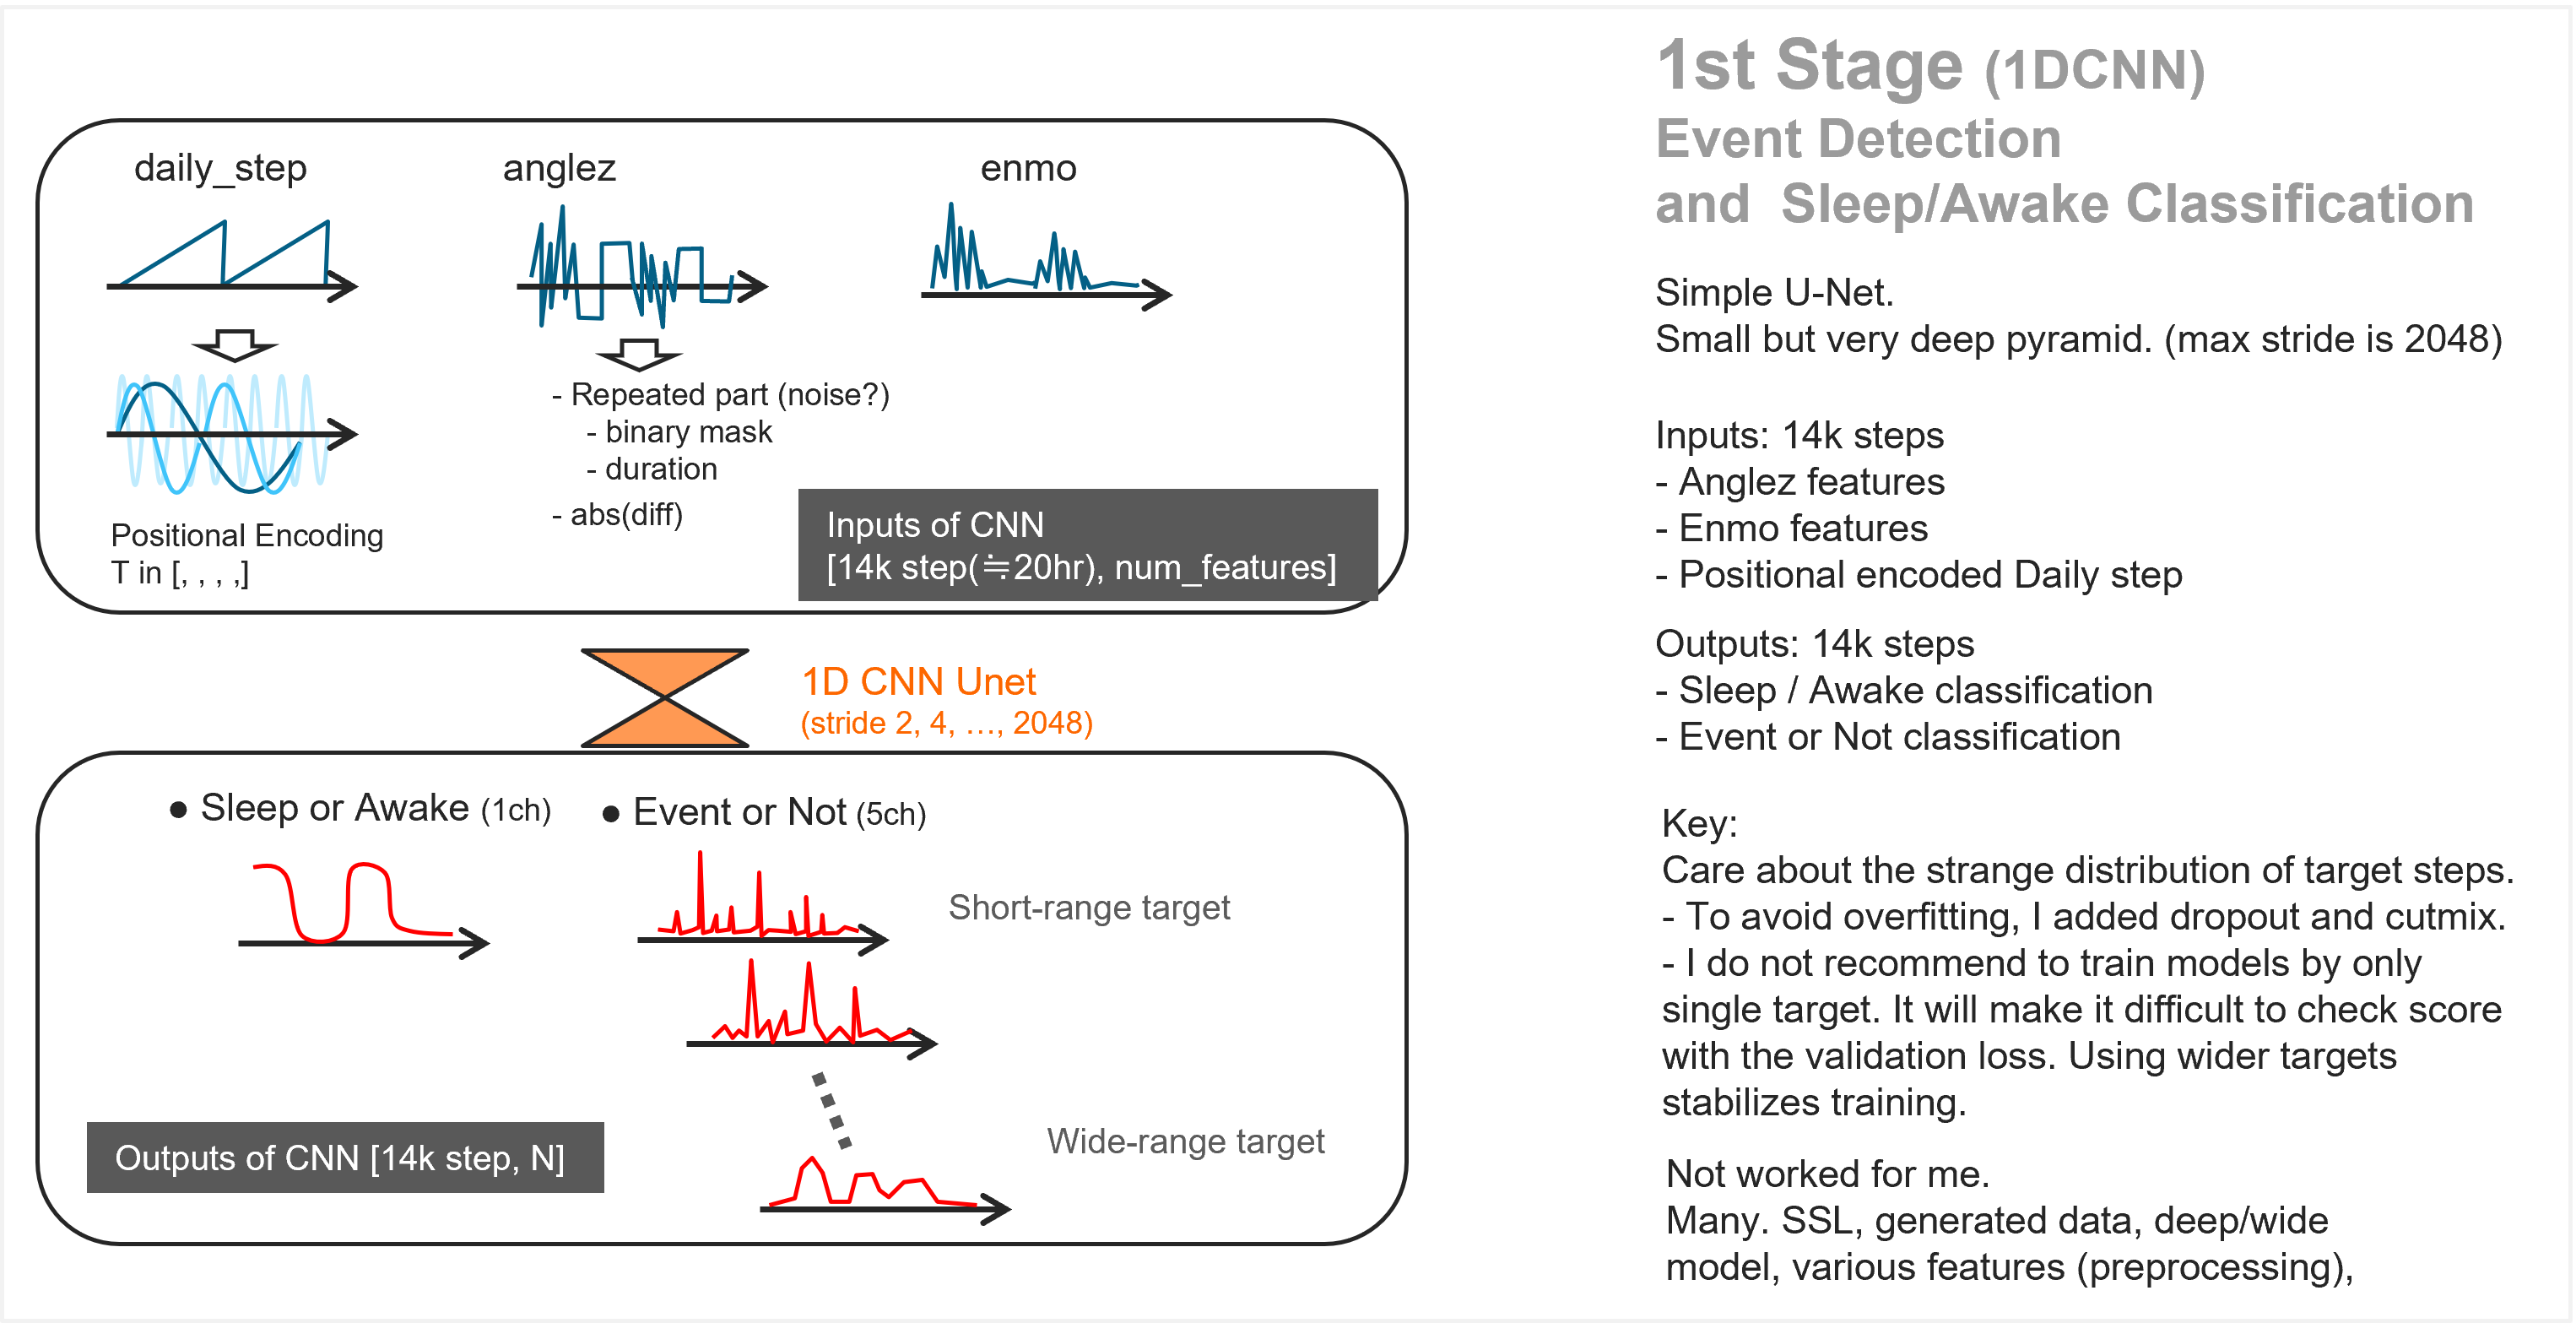 daily_step
anglez
enmo
- Repeated part (noise?)
- binary mask
- duration
- abs(diff)
Positional Encoding
T in [, , , ,]
Inputs of CNN
[14k step(≒20hr), num_features]
1D CNN Unet
(stride 2, 4, …, 2048)
● Sleep or Awake (1ch)
● Event or Not (5ch)
Short-range target
Wide-range target
Outputs of CNN [14k step, N]
1st Stage (1DCNN)
Event Detection
and Sleep/Awake Classification
Simple U-Net.
Small but very deep pyramid. (max stride is 2048)
Inputs: 14k steps
- Anglez features
- Enmo features
- Positional encoded Daily step
Outputs: 14k steps
- Sleep / Awake classification
- Event or Not classification
Key:
Care about the strange distribution of target steps.
- To avoid overfitting, I added dropout and cutmix.
- I do not recommend to train models by only
single target. It will make it difficult to check score
with the validation loss. Using wider targets
stabilizes training.
Not worked for me.
Many. SSL, generated data, deep/wide
model, various features (preprocessing),